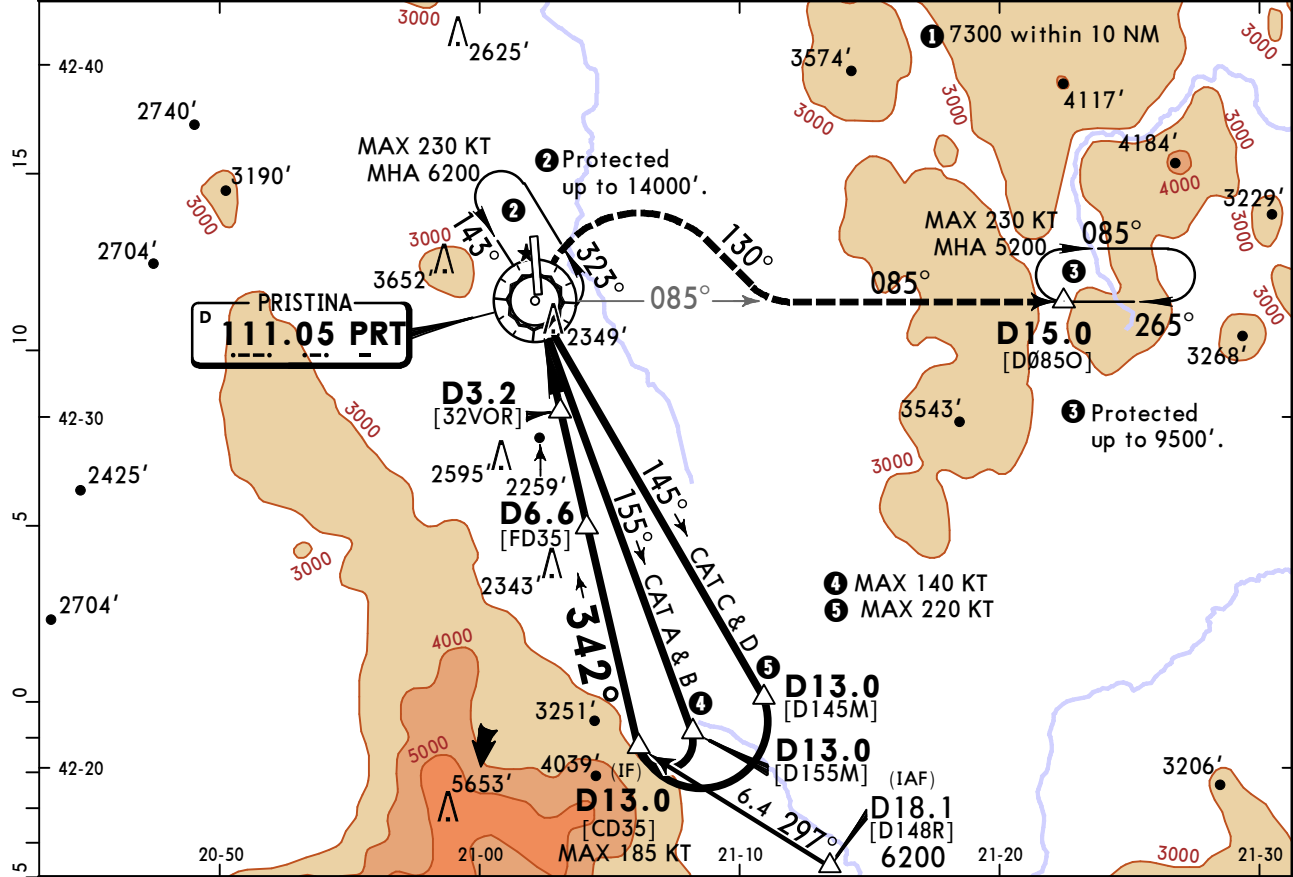 3000
2625'
❶ 7300 within 10 NM
3000
42-40
3574'
4117'
3000
3000
3000
2740'
15
3190'
3000
MAX 230 KT
MHA 6200
❷ Protected
up to 14000'.
❷
4184'
4000
3229'
3000
2704'
3000
3652'
143°
323°
130°
MAX 230 KT
MHA 5200
085°
❸
3000
PRISTINA
D 111.05 PRT
085°
085°
265°
D15.0
[DØ85O]
3268'
10
2349'
D3.2
[32VOR]
42-30
3000
3543'
❸ Protected
up to 9500'.
2425'
2595'
2259'
3000
145°
CAT C & D
155°
CAT A & B
5
D6.6
[FD35]
3000
2343'
342°
❹ MAX 140 KT
❺ MAX 220 KT
2704'
4000
❺
D13.0
[D145M]
0
3251'
❹
5000
D13.0
[D155M]
42-20
5653'
4039'
(IF)
D13.0
[CD35]
MAX 185 KT
6.4
297°
(IAF)
D18.1
[D148R]
6200
3206'
3000
5
20-50
21-00
21-10
21-20
21-30